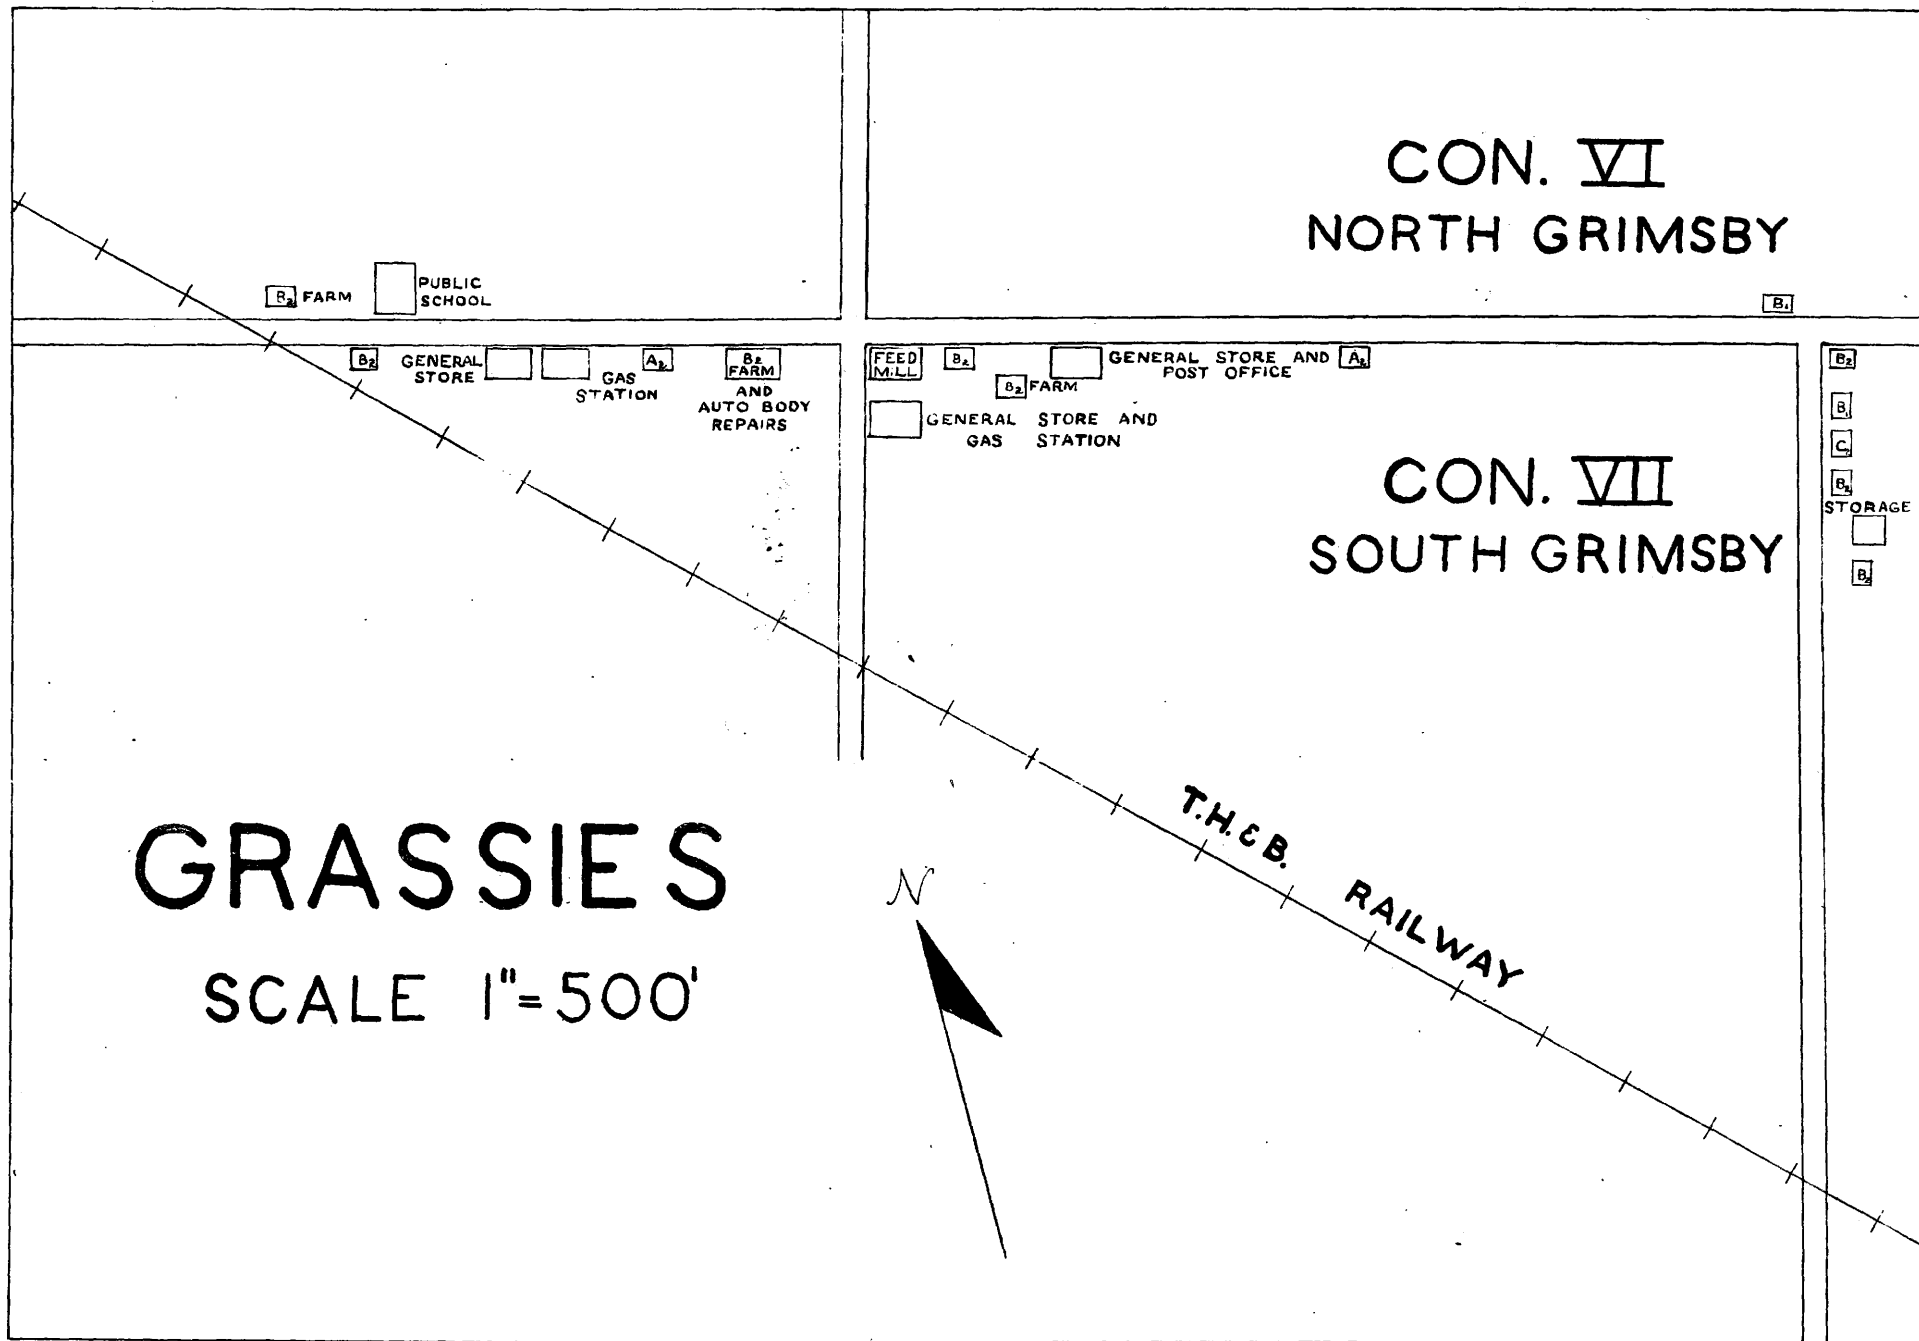 CON. VI
NORTH GRIMSBY
B₂ FARM
PUBLIC
SCHOOL
B₁
B₂
GENERAL
STORE
GAS
STATION
A₂
B₂
FARM
AND
AUTO BODY
REPAIRS
FEED
MILL
B₂
B₂ FARM
GENERAL STORE AND
POST OFFICE
A₂
GENERAL STORE AND
GAS STATION
B₂
B₁
B₂
STORAGE
B₂
CON. VII
SOUTH GRIMSBY
T.H. & B. RAILWAY
GRASSIES
SCALE 1"=500'
N